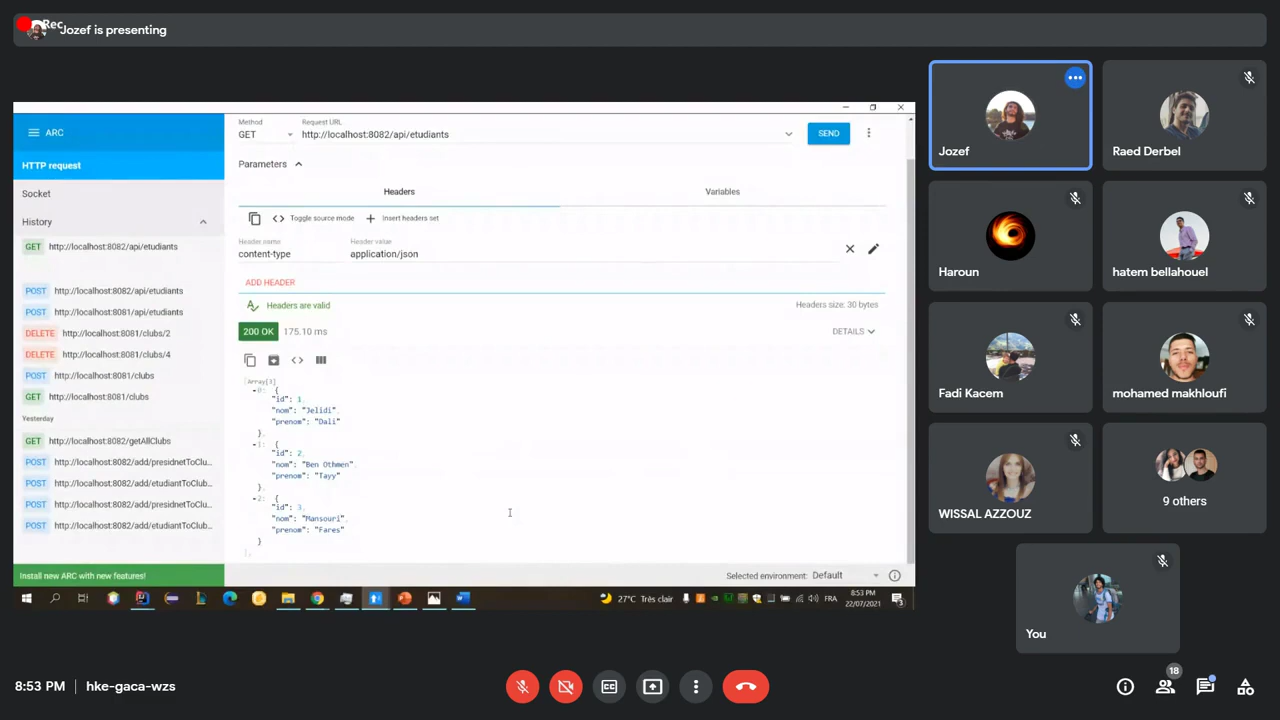 Rec
Jozef is presenting
ARC
HTTP request
Socket
History
GET http://localhost:8082/api/etudiants
POST http://localhost:8082/api/etudiants
POST http://localhost:8082/api/etudiants
DELETE http://localhost:8081/clubs/2
DELETE http://localhost:8081/clubs/4
POST http://localhost:8081/clubs
GET http://localhost:8081/clubs
Yesterday
GET http://localhost:8082/getAllClubs
POST http://localhost:8082/add/presidnetToClu...
POST http://localhost:8082/add/etudiantToClub...
POST http://localhost:8082/add/presidnetToClu...
POST http://localhost:8082/add/etudiantToClub...
Install new ARC with new features!
Method
GET
Request URL
http://localhost:8082/api/etudiants
SEND
Parameters
Headers
Variables
Toggle source mode
Insert headers set
Header name
content-type
Header value
application/json
ADD HEADER
Headers are valid
Headers size: 30 bytes
200 OK 175.10 ms
DETAILS
[Array[3]
-0: {
"id": 1,
"nom": "Jelidi",
"prenom": "Dali"
},
-1: {
"id": 2,
"nom": "Ben Othmen",
"prenom": "Tayy"
},
-2: {
"id": 3,
"nom": "Mansouri",
"prenom": "Fares"
}
],
Selected environment: Default
27°C Très clair
FRA
8:53 PM
22/07/2021
3
Jozef
Raed Derbel
Haroun
hatem bellahouel
Fadi Kacem
mohamed makhloufi
WISSAL AZZOUZ
9 others
You
8:53 PM | hke-gaca-wzs
CC
18